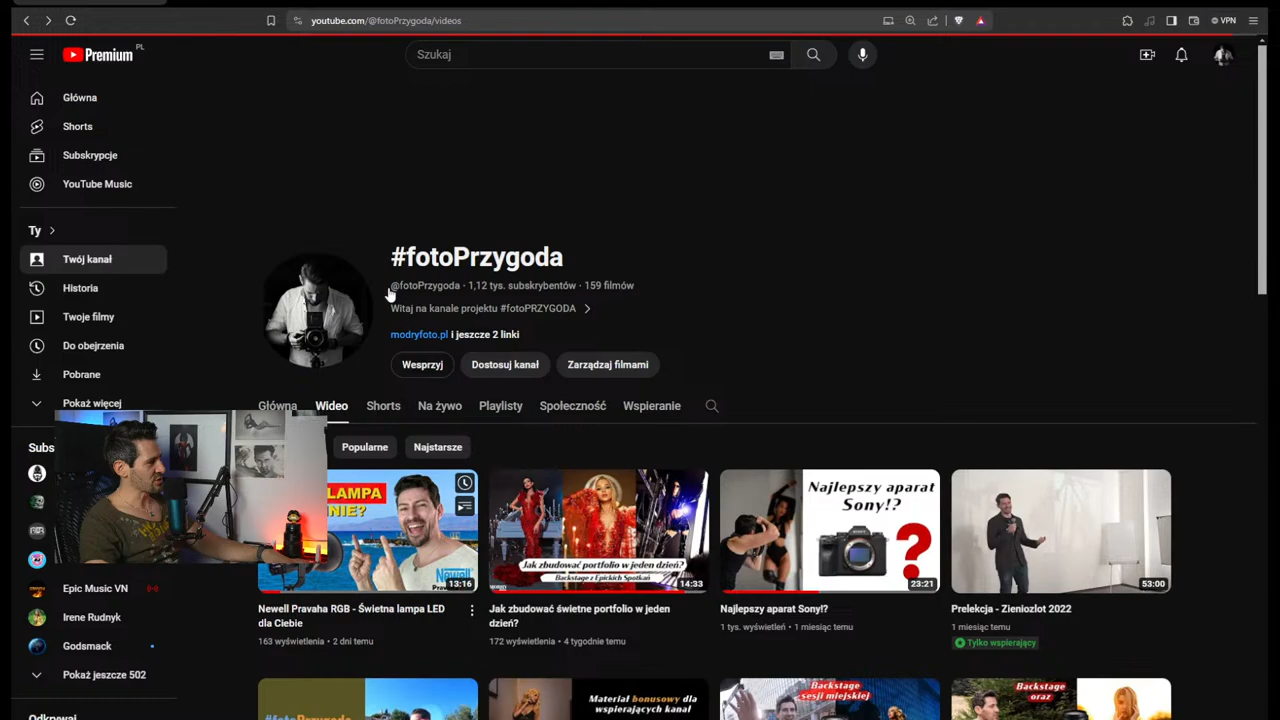 youtube.com/@fotoPrzygoda/videos
VPN
Premium PL
Szukaj
Główna
Shorts
Subskrypcje
YouTube Music
Ty
Twój kanał
Historia
Twoje filmy
Do obejrzenia
Pobrane
Pokaż więcej
Subs
Epic Music VN
Irene Rudnyk
Godsmack
Pokaż jeszcze 502
Odkrywaj
#fotoPrzygoda
@fotoPrzygoda · 1,12 tys. subskrybentów · 159 filmów
Witaj na kanale projektu #fotoPRZYGODA
modryfoto.pl i jeszcze 2 linki
Wesprzyj
Dostosuj kanał
Zarządzaj filmami
Główna
Wideo
Shorts
Na żywo
Playlisty
Społeczność
Wspieranie
Popularne
Najstarsze
LAMPA
NIE?
Newell
13:16
Newell Pravaha RGB - Świetna lampa LED
dla Ciebie
163 wyświetlenia • 2 dni temu
Jak zbudować portfolio w jeden dzień?
Backstage z Epickich Spotkań
14:33
Jak zbudować świetne portfolio w jeden
dzień?
172 wyświetlenia • 4 tygodnie temu
Najlepszy aparat
Sony!?
?
23:21
Najlepszy aparat Sony!?
1 tys. wyświetleń • 1 miesiąc temu
53:00
Prelekcja - Zieniozlot 2022
1 miesiąc temu
Tylko wspierający
Materiał bonusowy dla
wspierających kanał
Backstage
sesji miejskiej
Backstage
oraz